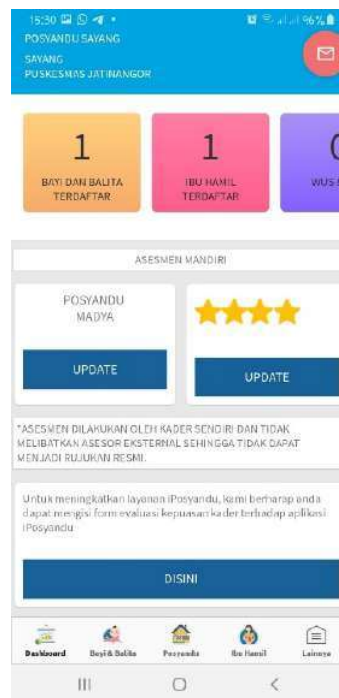 15:30
96%
POSYANDU SAYANG
SAYANG
PUSKESMAS JATINANGOR
1
BAYI DAN BALITA
TERDAFTAR
1
IBU HAMIL
TERDAFTAR
WUS
ASESMEN MANDIRI
POSYANDU
MADYA
UPDATE
UPDATE
*ASESMEN DILAKUKAN OLEH KADER SENDIRI DAN TIDAK
MELIBATKAN ASESOR EKSTERNAL SEHINGGA TIDAK DAPAT
MENJADI RUJUKAN RESMI.
Untuk meningkatkan layanan iPosyandu, kami berharap anda
dapat mengisi form evaluasi kepuasan kader terhadap aplikasi
iPosyandu
DISINI
Dashboard
Bayi & Balita
Posyandu
Ibu Hamil
Lainnya